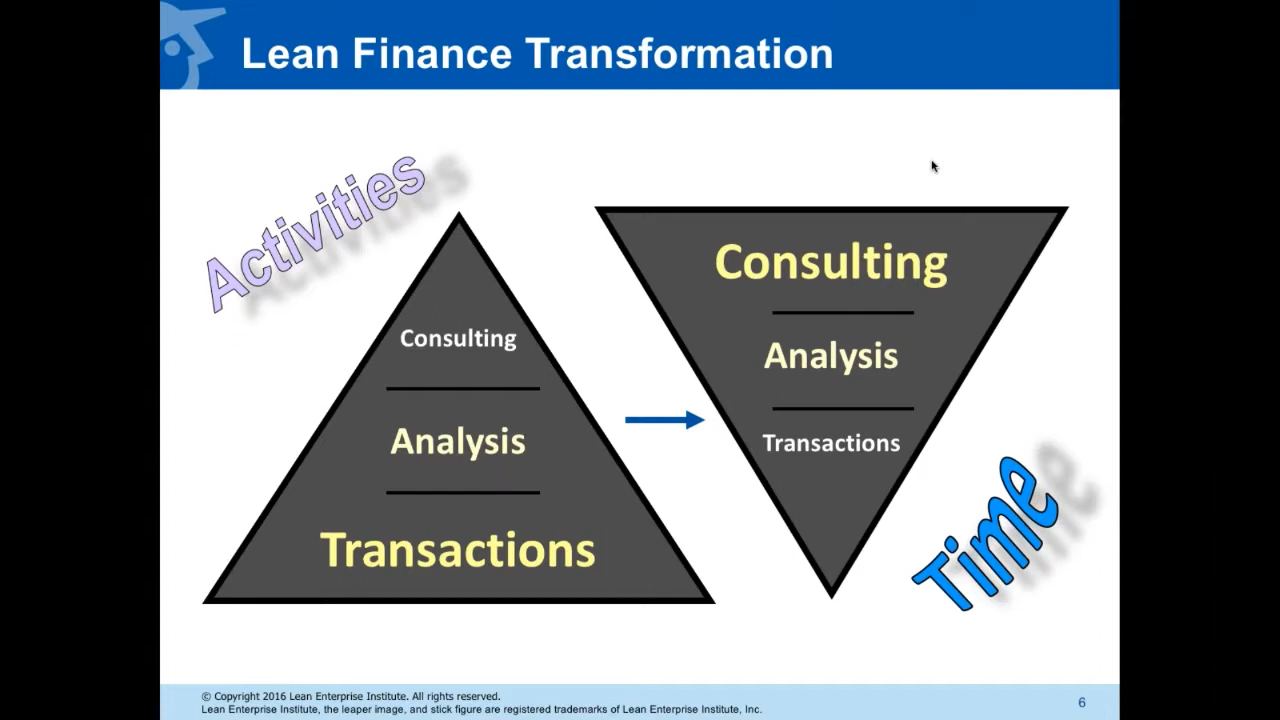 Lean Finance Transformation
Activities
Consulting
Analysis
Transactions
Consulting
Analysis
Transactions
Time
© Copyright 2016 Lean Enterprise Institute. All rights reserved.
Lean Enterprise Institute, the leaper image, and stick figure are registered trademarks of Lean Enterprise Institute, Inc.
6